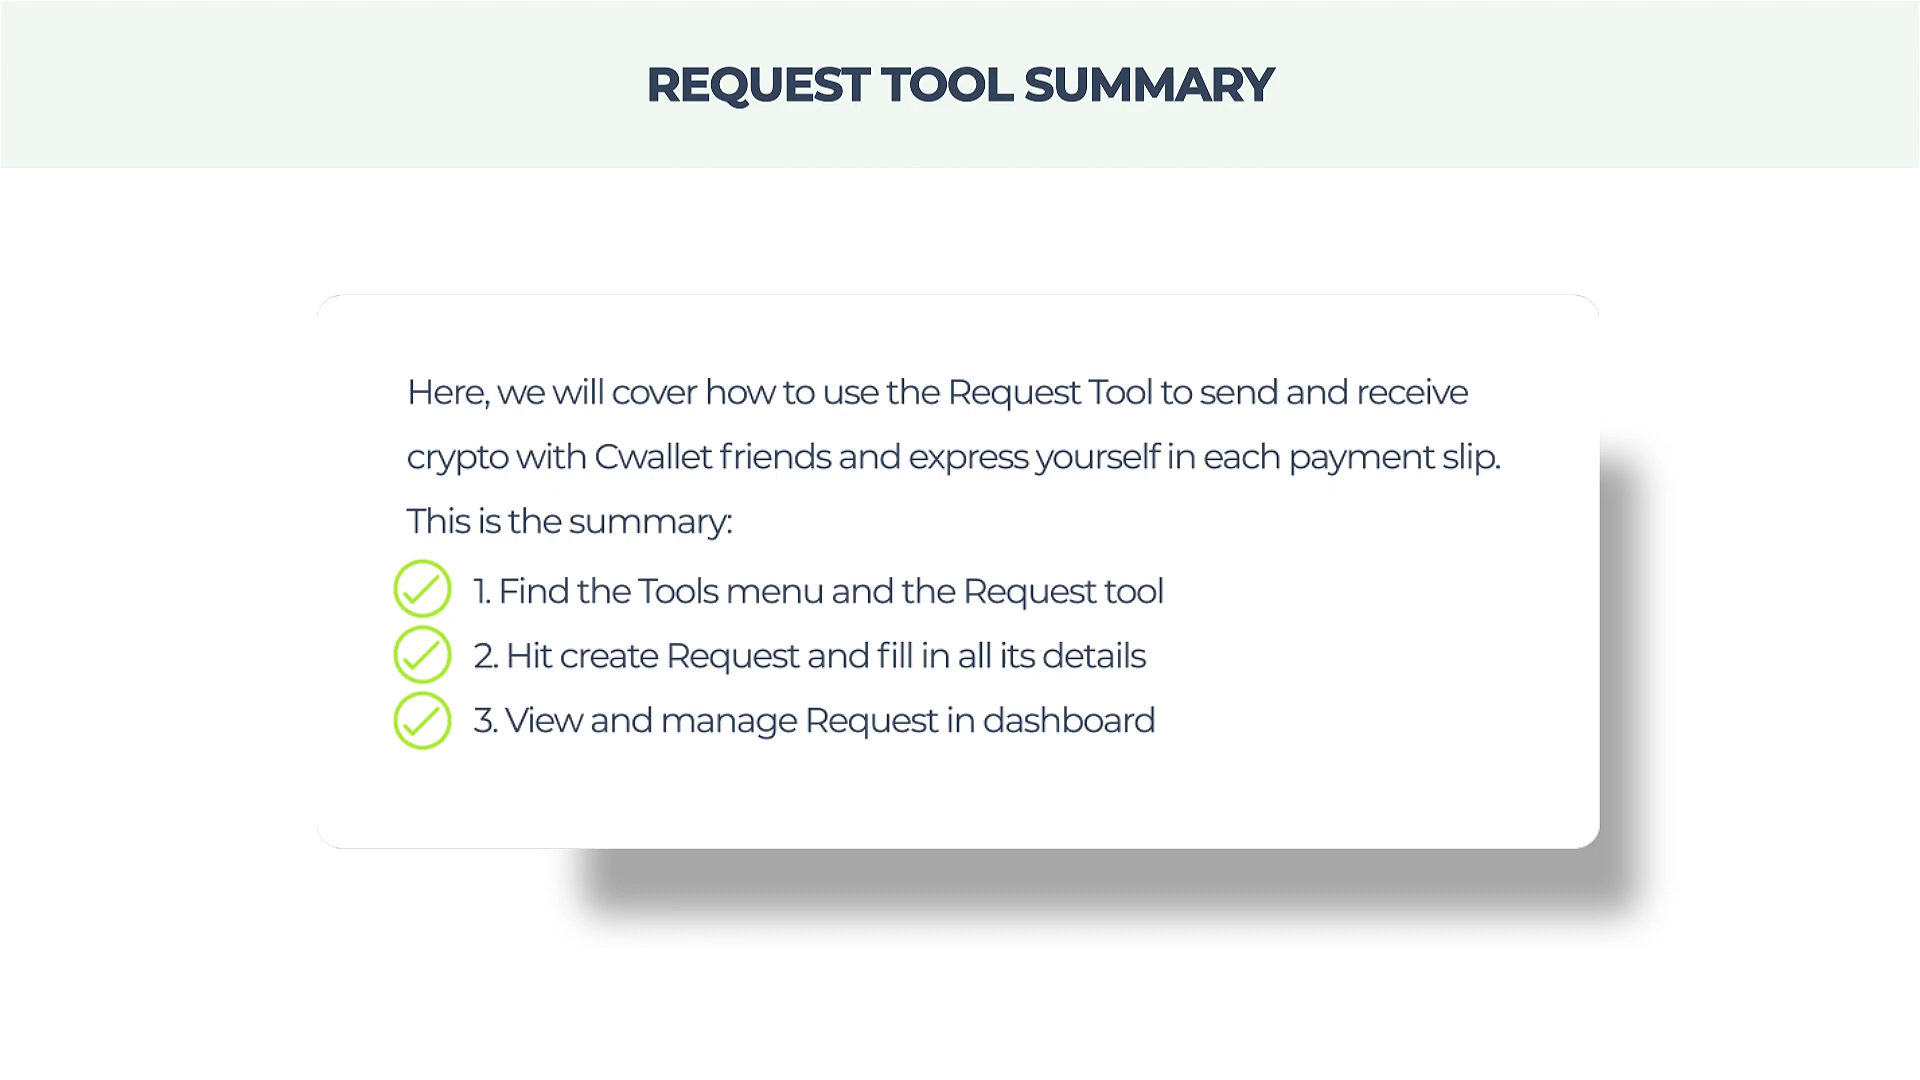 REQUEST TOOL SUMMARY
Here, we will cover how to use the Request Tool to send and receive
crypto with Cwallet friends and express yourself in each payment slip.
This is the summary:
1. Find the Tools menu and the Request tool
2. Hit create Request and fill in all its details
3. View and manage Request in dashboard